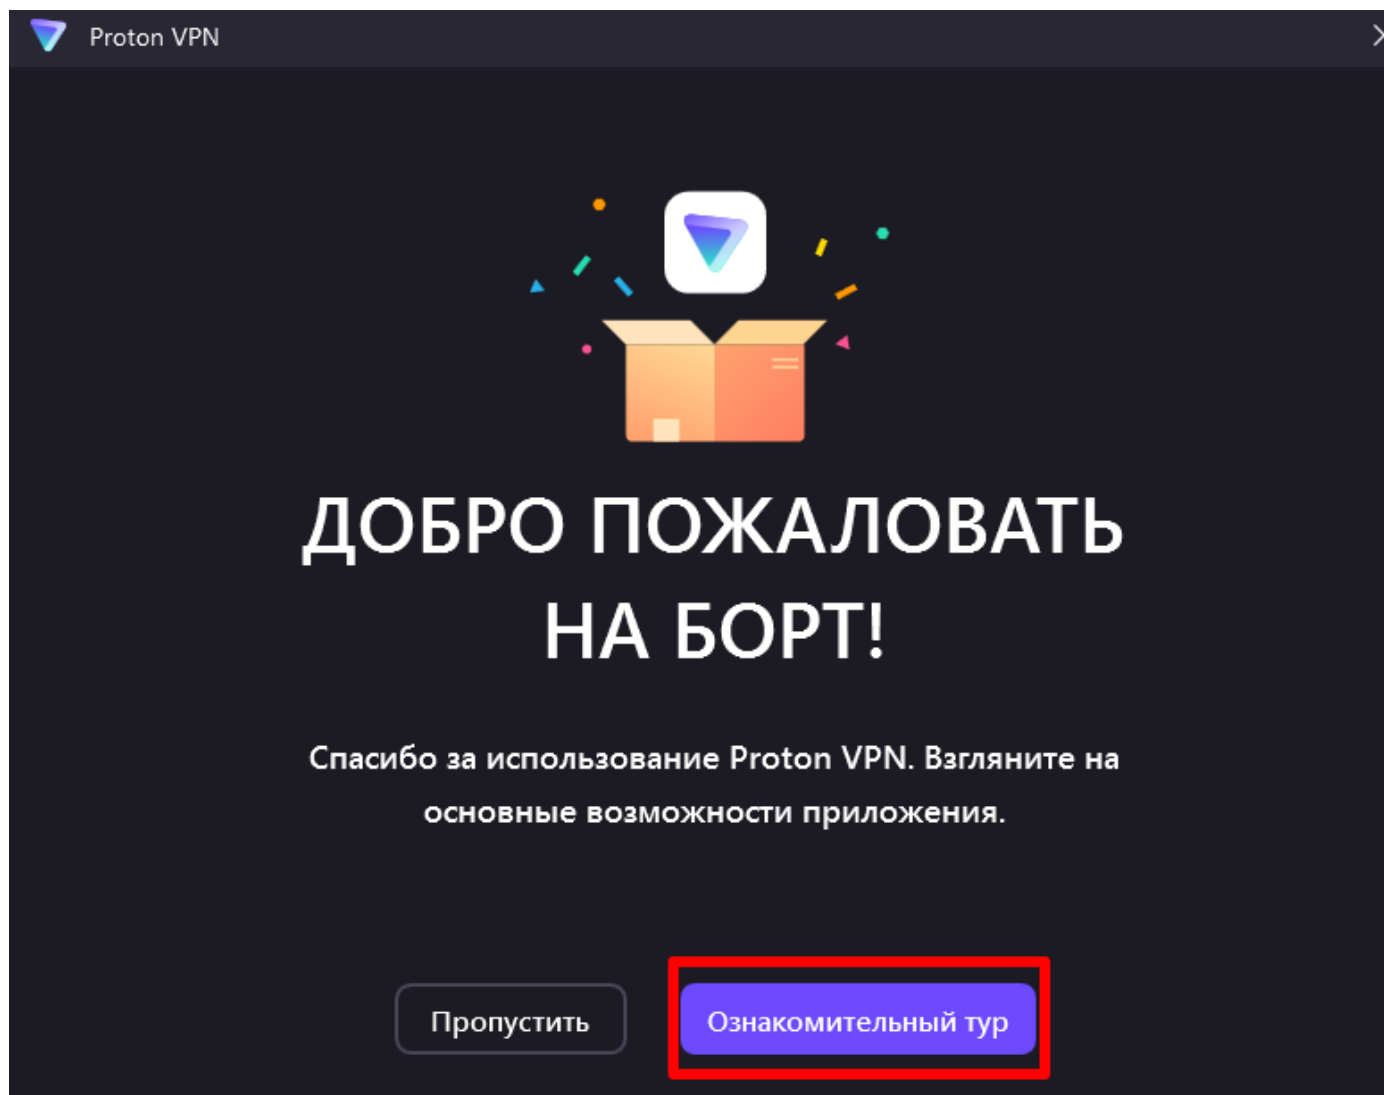 Proton VPN
ДОБРО ПОЖАЛОВАТЬ
НА БОРТ!
Спасибо за использование Proton VPN. Взгляните на
основные возможности приложения.
Пропустить
Ознакомительный тур